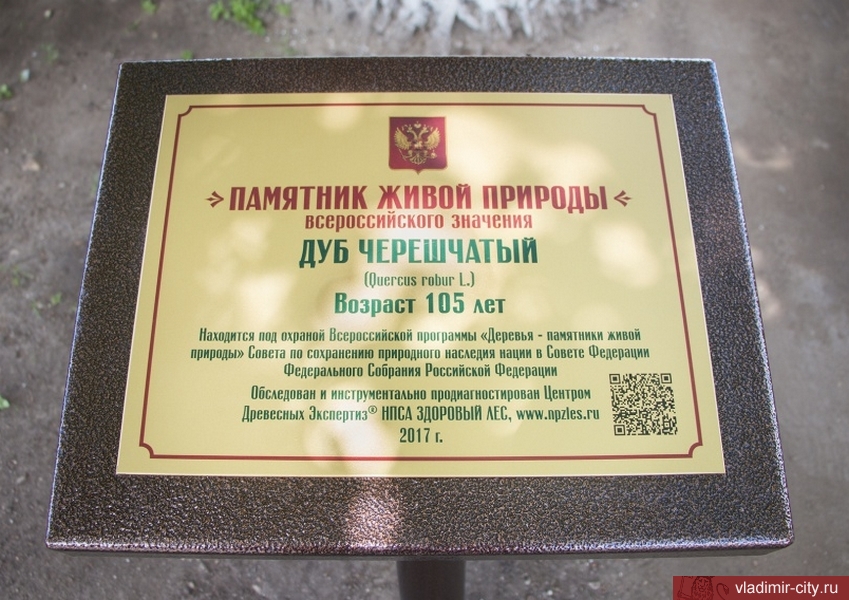 ПАМЯТНИК ЖИВОЙ ПРИРОДЫ
всероссийского значения
ДУБ ЧЕРЕШЧАТЫЙ
(Quercus robur L.)
Возраст 105 лет
Находится под охраной Всероссийской программы «Деревья - памятники живой
природы» Совета по сохранению природного наследия нации в Совете Федерации
Федерального Собрания Российской Федерации
Обследован и инструментально продиагностирован Центром
Древесных Экспертиз® НПСА ЗДОРОВЫЙ ЛЕС, www.npzles.ru
2017 г.
vladimir-city.ru